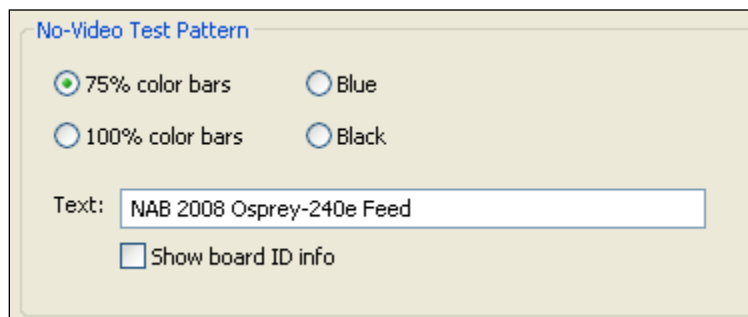 No-Video Test Pattern
75% color bars Blue
100% color bars Black
Text: NAB 2008 Osprey-240e Feed
Show board ID info